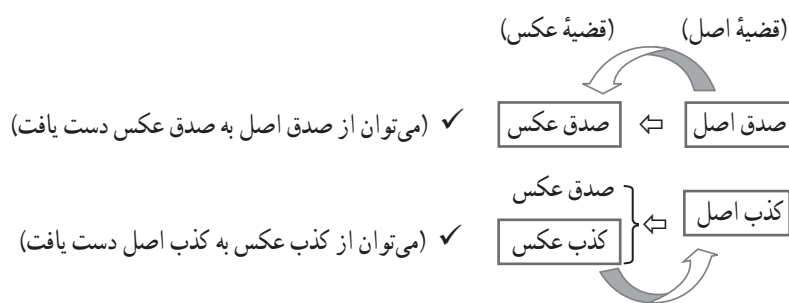 (قضیهٔ اصل) (قضیهٔ عکس)
صدق اصل ⇦ صدق عکس ✓ (می‌توان از صدق اصل به صدق عکس دست یافت)
صدق عکس
کذب اصل ⇦ { کذب عکس ✓ (می‌توان از کذب عکس به کذب اصل دست یافت)